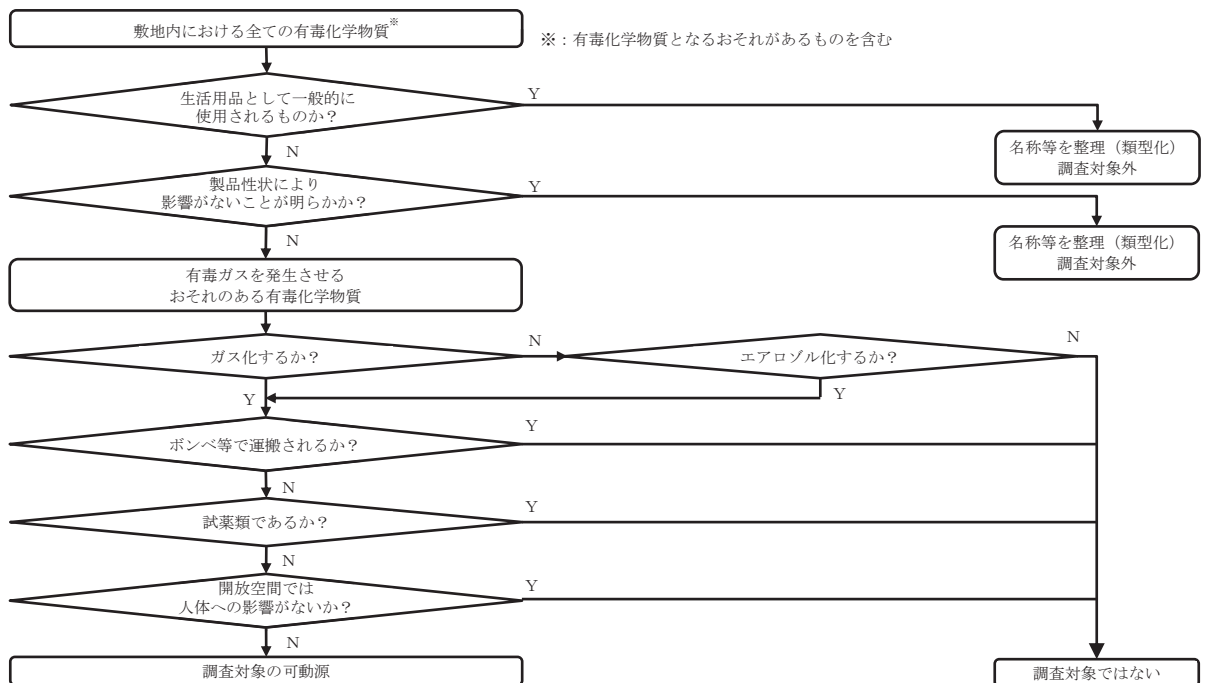 敷地内における全ての有毒化学物質※
※：有毒化学物質となるおそれがあるものを含む
生活用品として一般的に
使用されるものか？
Y
名称等を整理（類型化）
調査対象外
N
製品性状により
影響がないことが明らかか？
Y
名称等を整理（類型化）
調査対象外
N
有毒ガスを発生させる
おそれのある有毒化学物質
ガス化するか？
N
エアロゾル化するか？
N
Y
Y
ボンベ等で運搬されるか？
Y
N
試薬類であるか？
Y
N
開放空間では
人体への影響がないか？
Y
N
調査対象の可動源
調査対象ではない